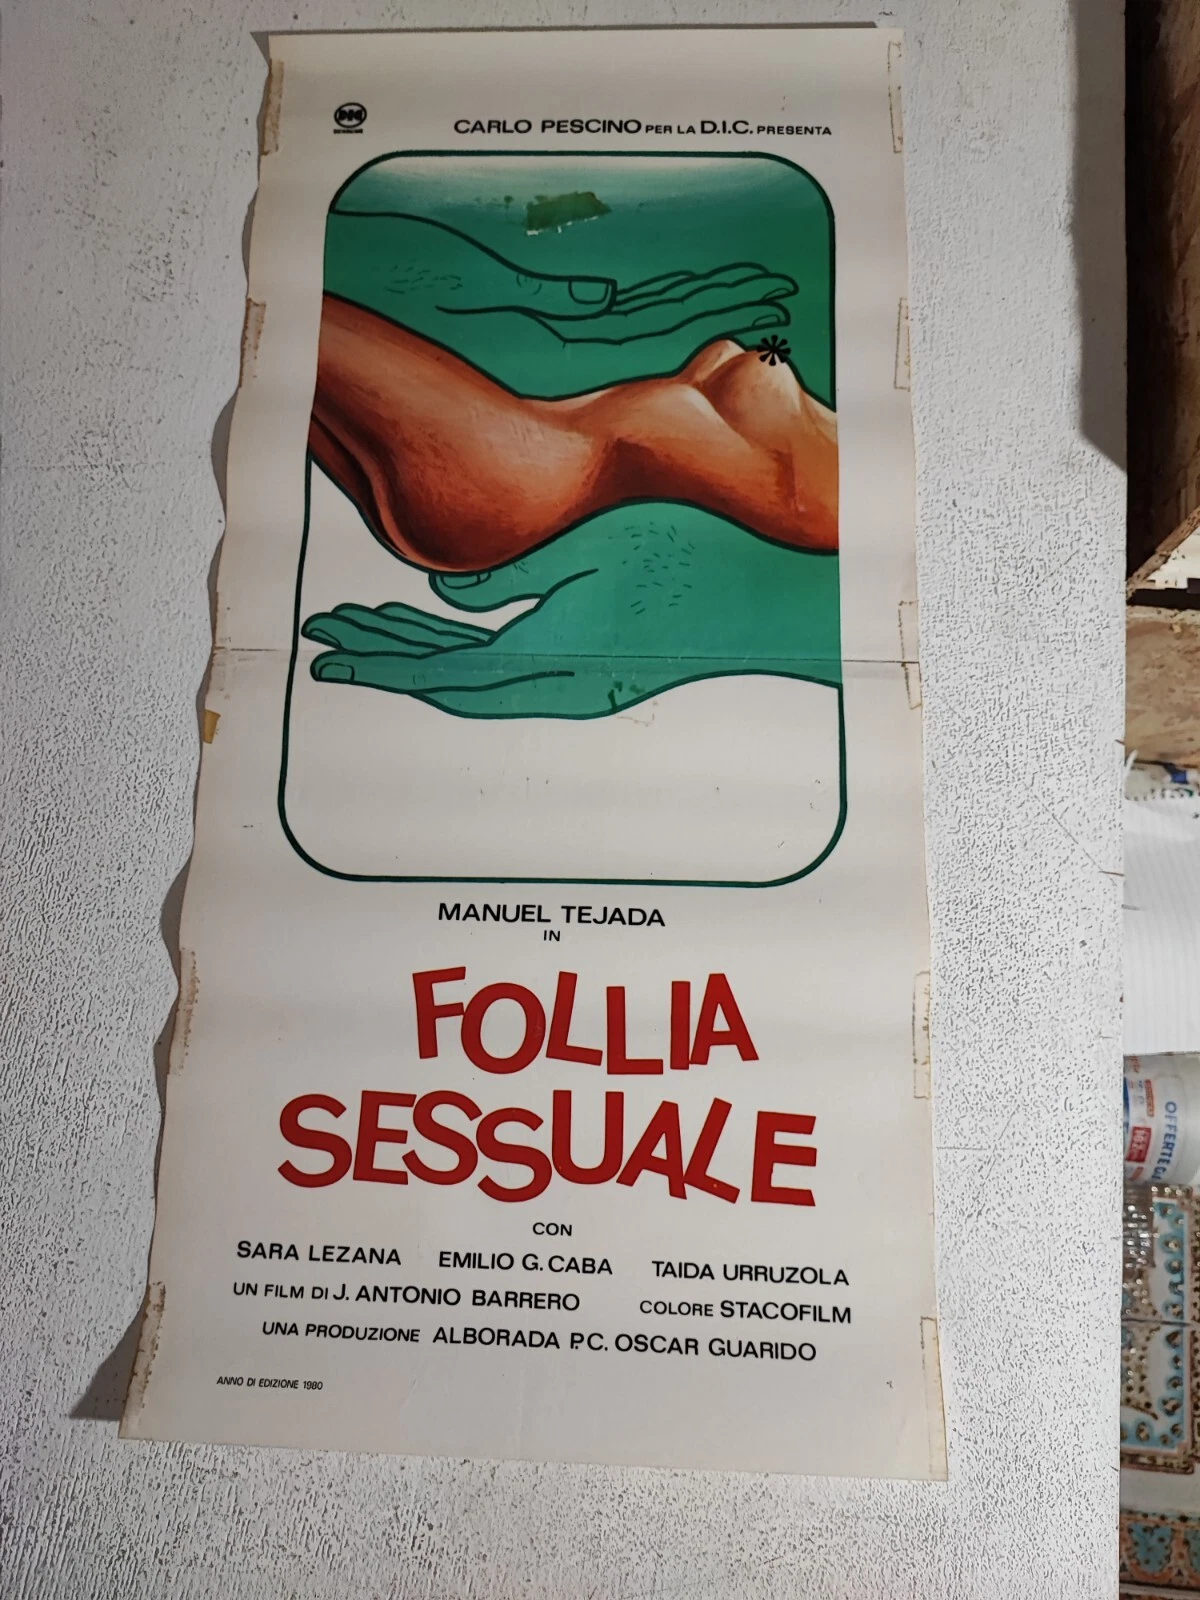 CARLO PESCINO PER LA D.I.C. PRESENTA
MANUEL TEJADA
IN
FOLLIA
SESSUALE
CON
SARA LEZANA EMILIO G. CABA TAIDA URRUZOLA
UN FILM DI J. ANTONIO BARRERO COLORE STACOFILM
UNA PRODUZIONE ALBORADA P.C. OSCAR GUARIDO
ANNO DI EDIZIONE 1980